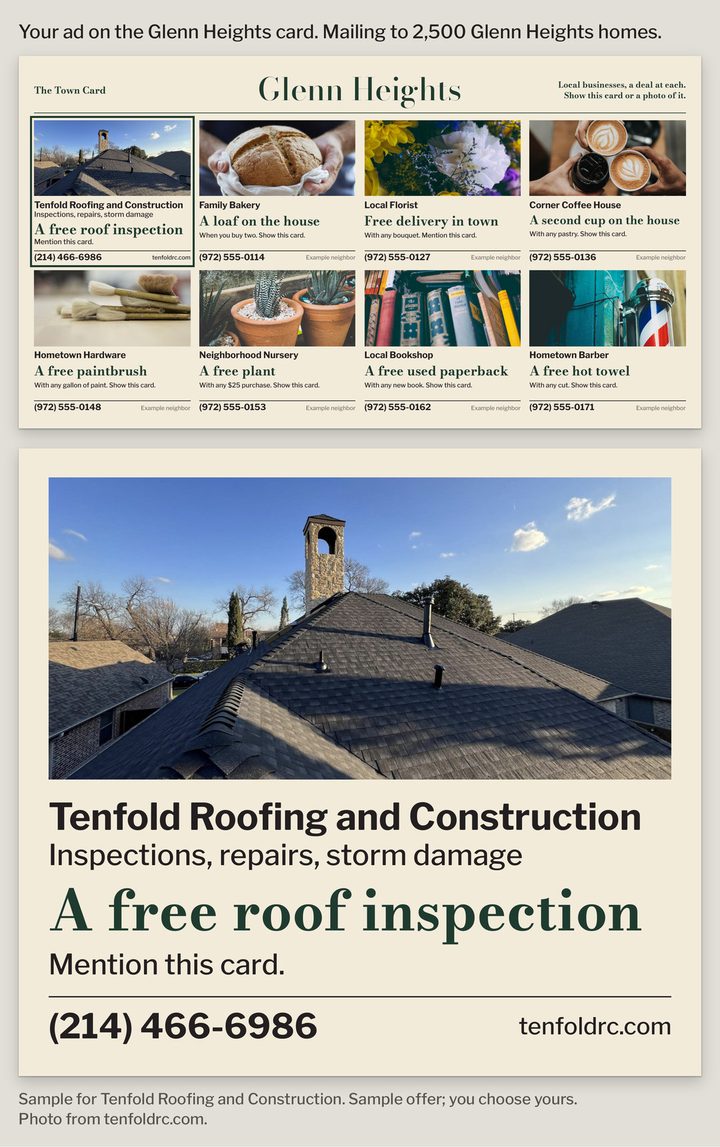 Your ad on the Glenn Heights card. Mailing to 2,500 Glenn Heights homes.
The Town Card
Glenn Heights
Local businesses, a deal at each.
Show this card or a photo of it.
Tenfold Roofing and Construction
Inspections, repairs, storm damage
A free roof inspection
Mention this card.
(214) 466-6986
tenfoldrc.com
Family Bakery
A loaf on the house
When you buy two. Show this card.
(972) 555-0114
Example neighbor
Local Florist
Free delivery in town
With any bouquet. Mention this card.
(972) 555-0127
Example neighbor
Corner Coffee House
A second cup on the house
With any pastry. Show this card.
(972) 555-0136
Example neighbor
Hometown Hardware
A free paintbrush
With any gallon of paint. Show this card.
(972) 555-0148
Example neighbor
Neighborhood Nursery
A free plant
With any $25 purchase. Show this card.
(972) 555-0153
Example neighbor
Local Bookshop
A free used paperback
With any new book. Show this card.
(972) 555-0162
Example neighbor
Hometown Barber
A free hot towel
With any cut. Show this card.
(972) 555-0171
Example neighbor
Tenfold Roofing and Construction
Inspections, repairs, storm damage
A free roof inspection
Mention this card.
(214) 466-6986
tenfoldrc.com
Sample for Tenfold Roofing and Construction. Sample offer; you choose yours.
Photo from tenfoldrc.com.